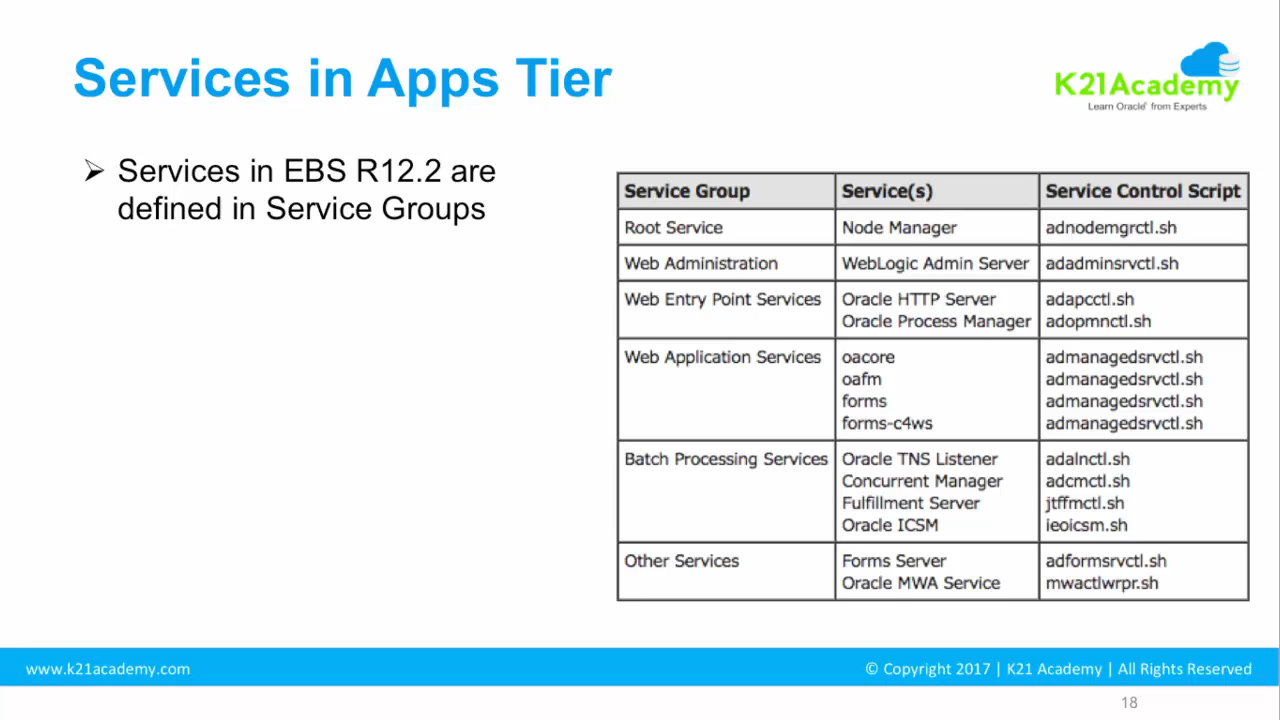 Services in Apps Tier
K21Academy
Learn Oracle' from Experts
➢ Services in EBS R12.2 are
defined in Service Groups
Service Group Service(s) Service Control Script
Root Service Node Manager adnodemgrctl.sh
Web Administration WebLogic Admin Server adadminsrvctl.sh
Web Entry Point Services Oracle HTTP Server adapcctl.sh
Oracle Process Manager adopmnctl.sh
Web Application Services oacore admanagedsrvctl.sh
oafm admanagedsrvctl.sh
forms admanagedsrvctl.sh
forms-c4ws admanagedsrvctl.sh
Batch Processing Services Oracle TNS Listener adalnctl.sh
Concurrent Manager adcmctl.sh
Fulfillment Server jtffmctl.sh
Oracle ICSM ieoicsm.sh
Other Services Forms Server adformsrvctl.sh
Oracle MWA Service mwactlwrpr.sh
www.k21academy.com © Copyright 2017 | K21 Academy | All Rights Reserved
18